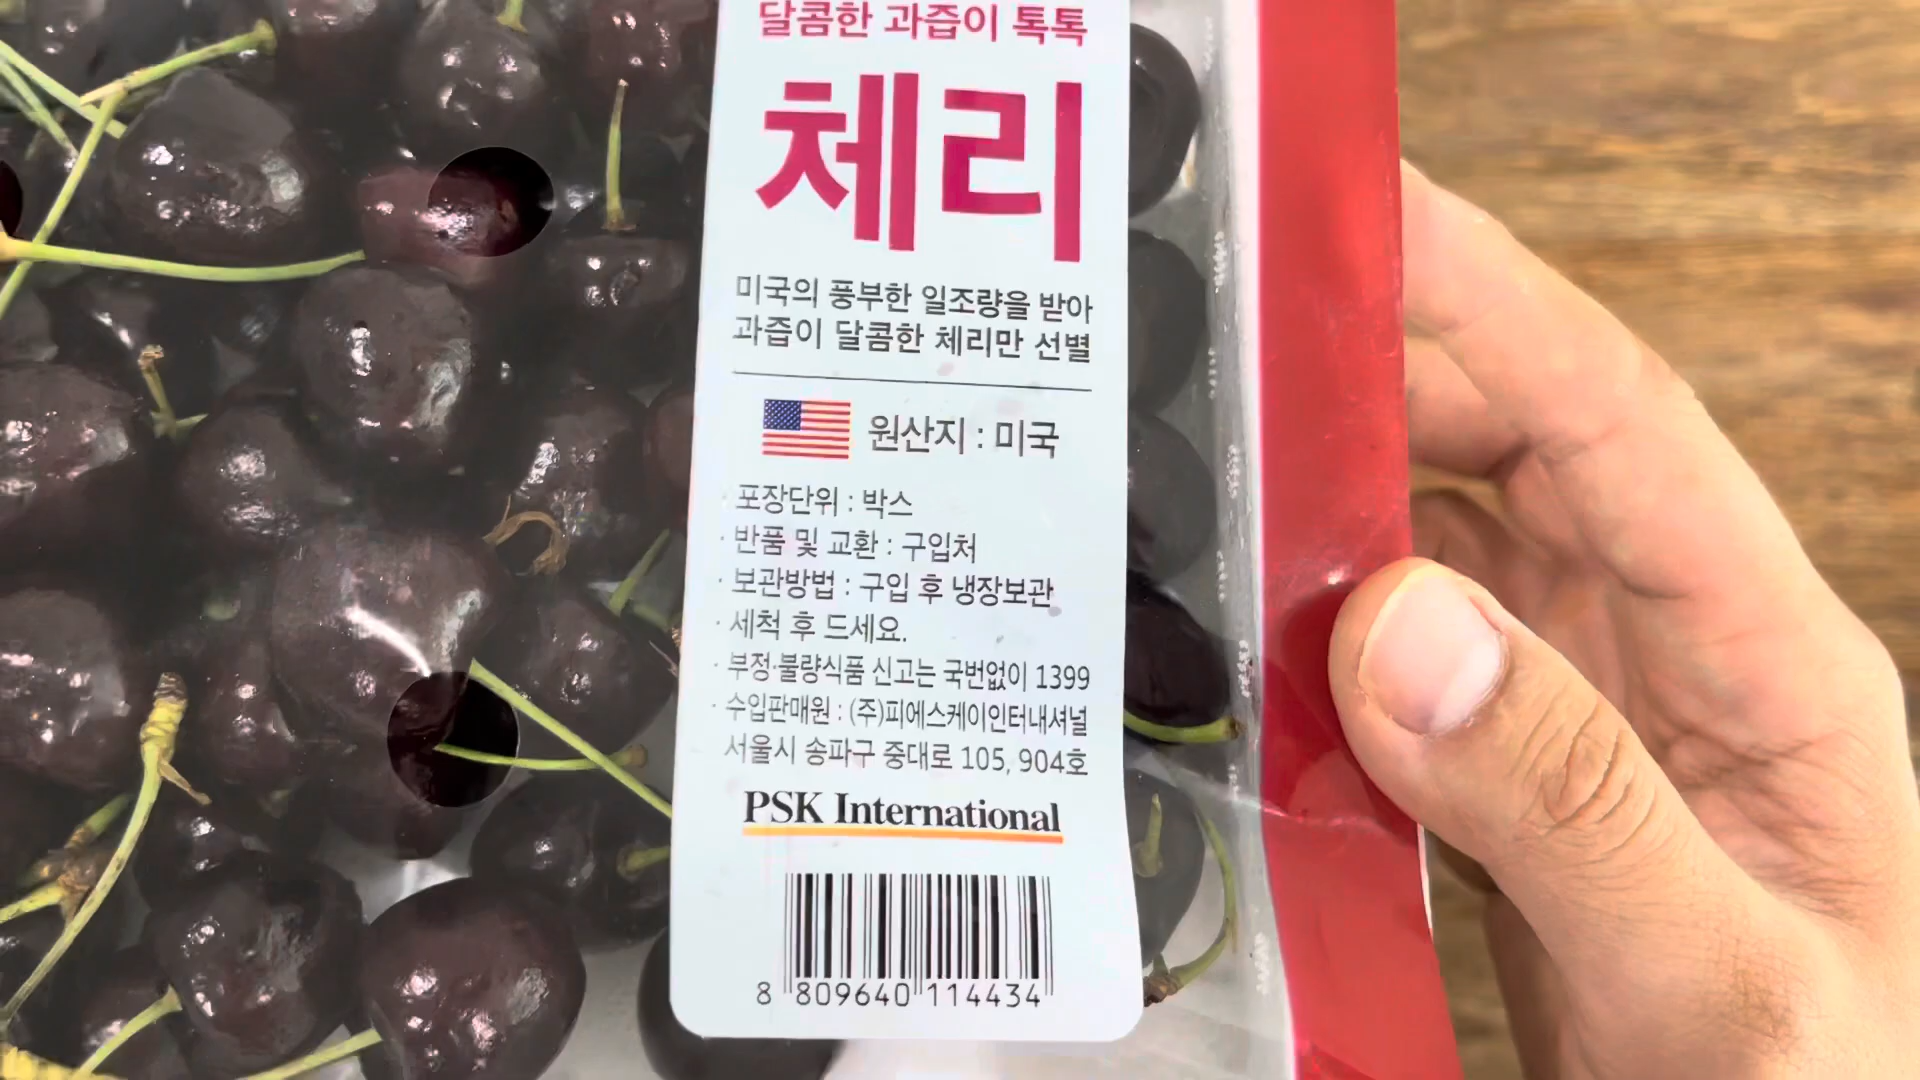 달콤한 과즙이 톡톡
체리
미국의 풍부한 일조량을 받아
과즙이 달콤한 체리만 선별
원산지 : 미국
· 포장단위 : 박스
· 반품 및 교환 : 구입처
· 보관방법 : 구입 후 냉장보관
· 세척 후 드세요.
· 부정·불량식품 신고는 국번없이 1399
· 수입판매원 : (주)피에스케이인터내셔널
서울시 송파구 중대로 105, 904호
PSK International
8 809640 114434